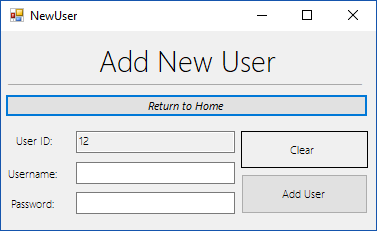 NewUser
Add New User
Return to Home
User ID: 12
Clear
Username:
Add User
Password: